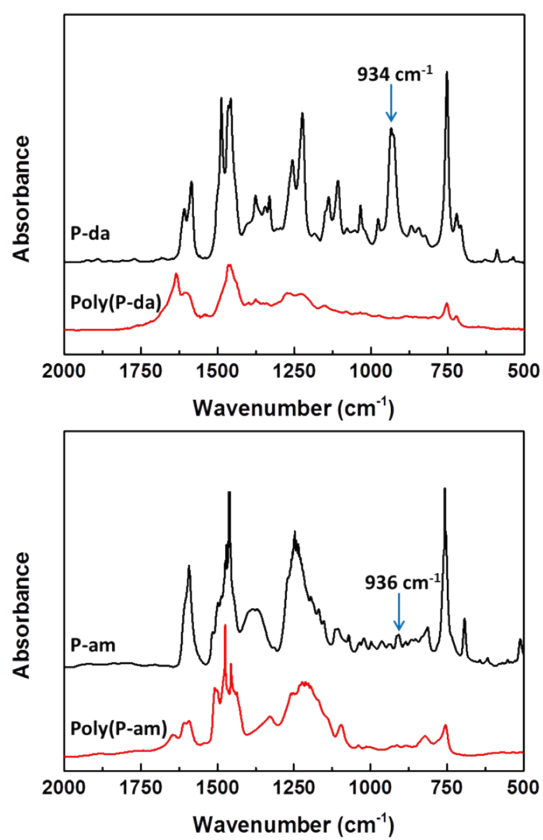 Absorbance
934 cm⁻¹
P-da
Poly(P-da)
2000 1750 1500 1250 1000 750 500
Wavenumber (cm⁻¹)
Absorbance
936 cm⁻¹
P-am
Poly(P-am)
2000 1750 1500 1250 1000 750 500
Wavenumber (cm⁻¹)